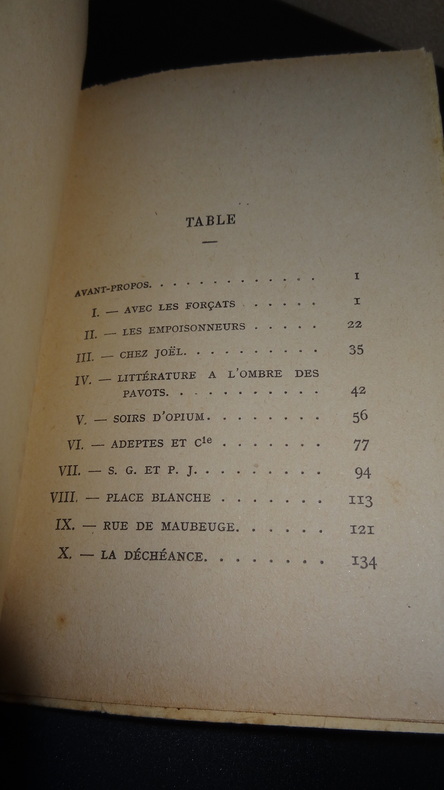 TABLE
AVANT-PROPOS. . . . . . . . . . . . . 1
I. — AVEC LES FORÇATS . . . . . . 1
II. — LES EMPOISONNEURS . . . . . 22
III. — CHEZ JOËL. . . . . . . . . . 35
IV. — LITTÉRATURE A L'OMBRE DES
PAVOTS. . . . . . . . . . . 42
V. — SOIRS D'OPIUM. . . . . . . . 56
VI. — ADEPTES ET Cie . . . . . . . 77
VII. — S. G. ET P. J. . . . . . . . . 94
VIII. — PLACE BLANCHE . . . . . . . 113
IX. — RUE DE MAUBEUGE. . . . . . 121
X. — LA DÉCHÉANCE. . . . . . . . 134